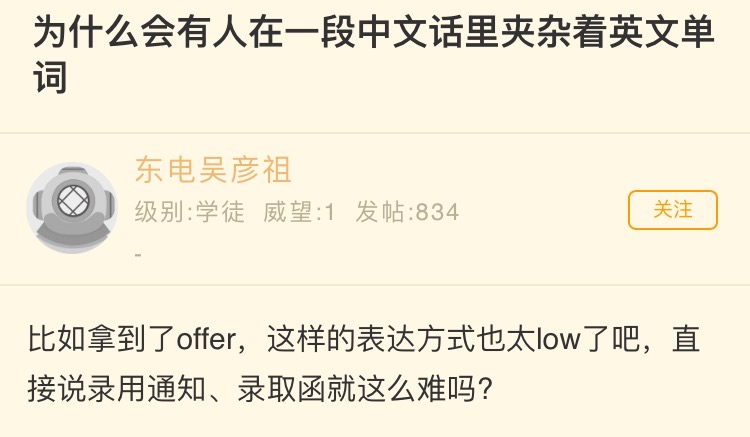 为什么会有人在一段中文话里夹杂着英文单
词
东电吴彦祖
级别:学徒 威望:1 发帖:834
关注
-
比如拿到了offer，这样的表达方式也太low了吧，直
接说录用通知、录取函就这么难吗?